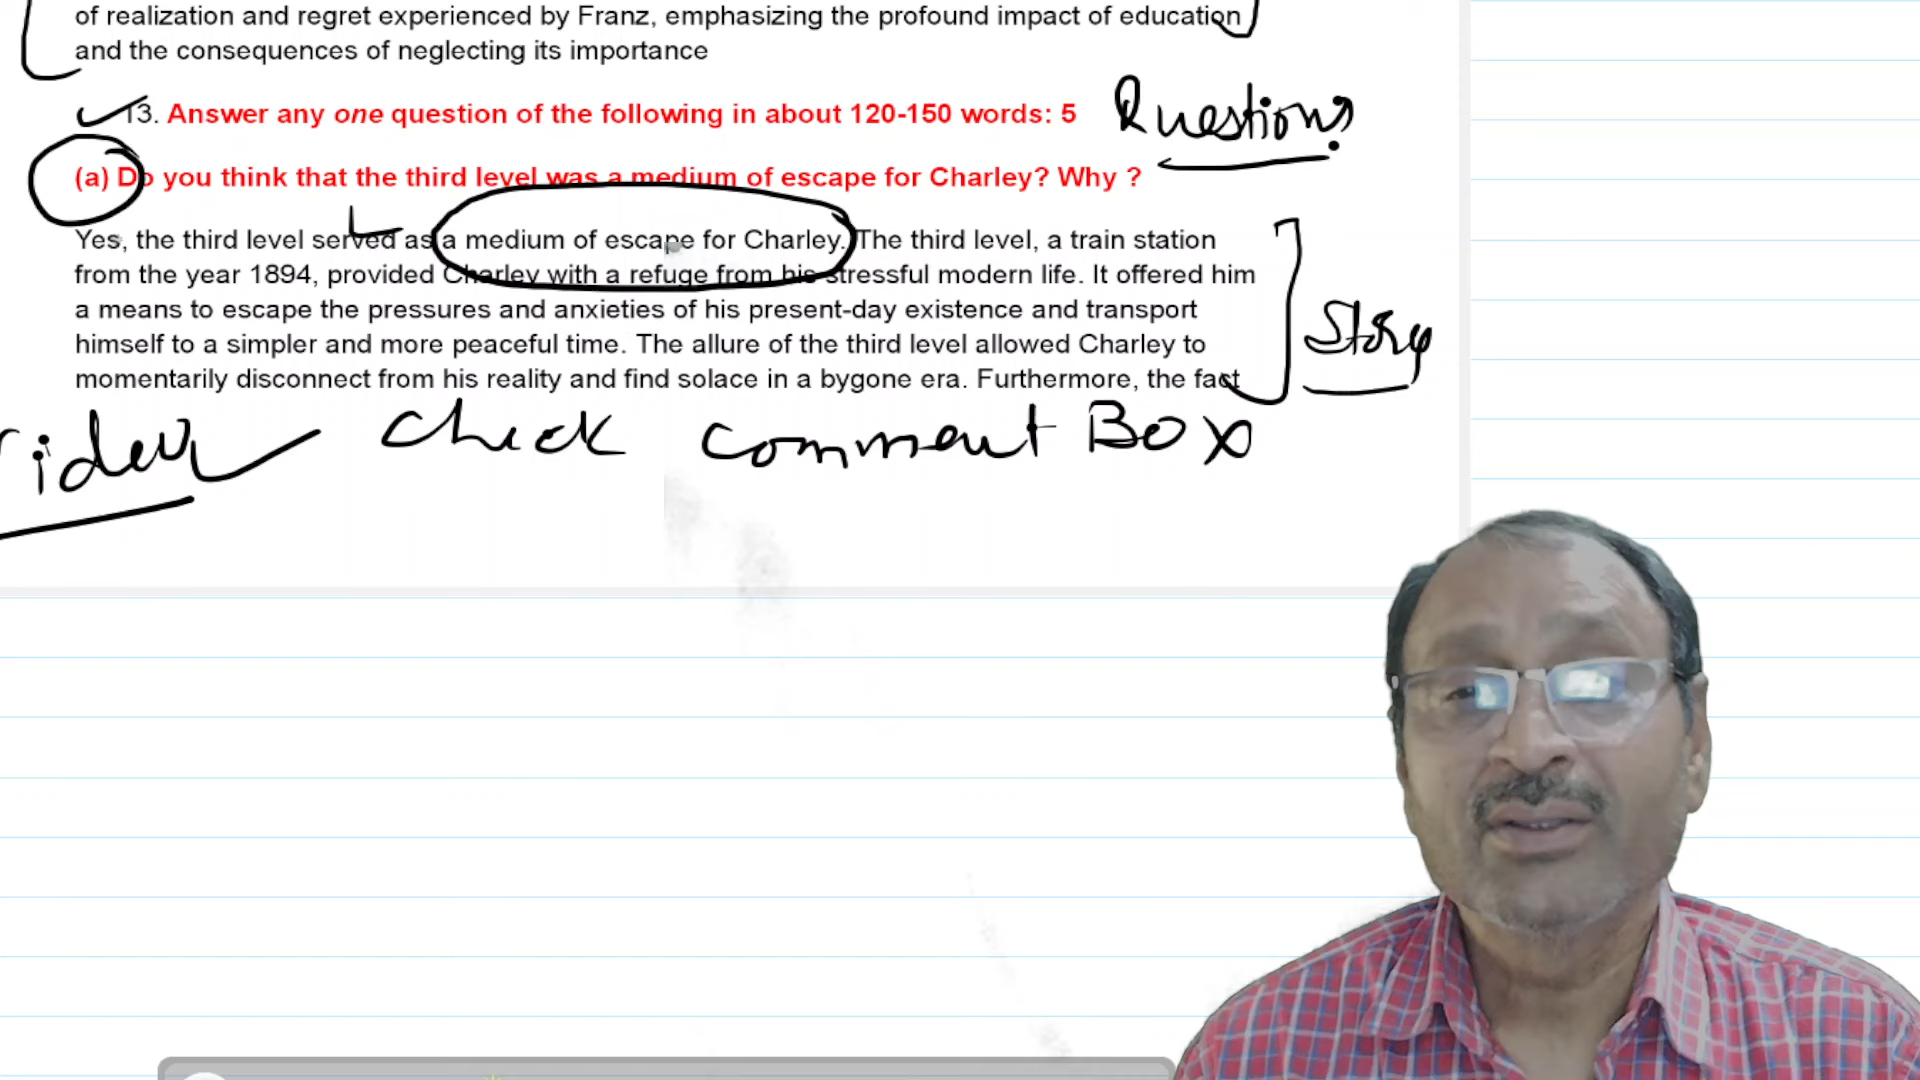 of realization and regret experienced by Franz, emphasizing the profound impact of education
and the consequences of neglecting its importance
13. Answer any one question of the following in about 120-150 words: 5
Questions
(a) Do you think that the third level was a medium of escape for Charley? Why ?
Yes, the third level served as a medium of escape for Charley. The third level, a train station
from the year 1894, provided Charley with a refuge from his stressful modern life. It offered him
a means to escape the pressures and anxieties of his present-day existence and transport
himself to a simpler and more peaceful time. The allure of the third level allowed Charley to
momentarily disconnect from his reality and find solace in a bygone era. Furthermore, the fact
Story
check comment Box